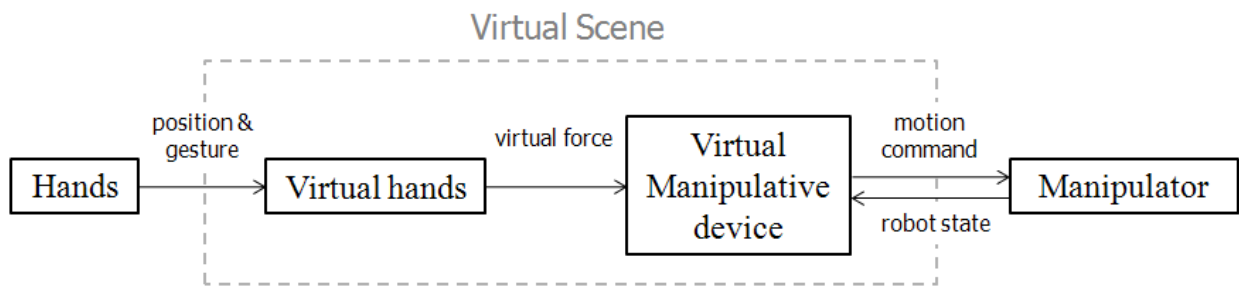 Virtual Scene
position &
gesture
virtual force
motion
command
Hands
Virtual hands
Virtual
Manipulative
device
Manipulator
robot state